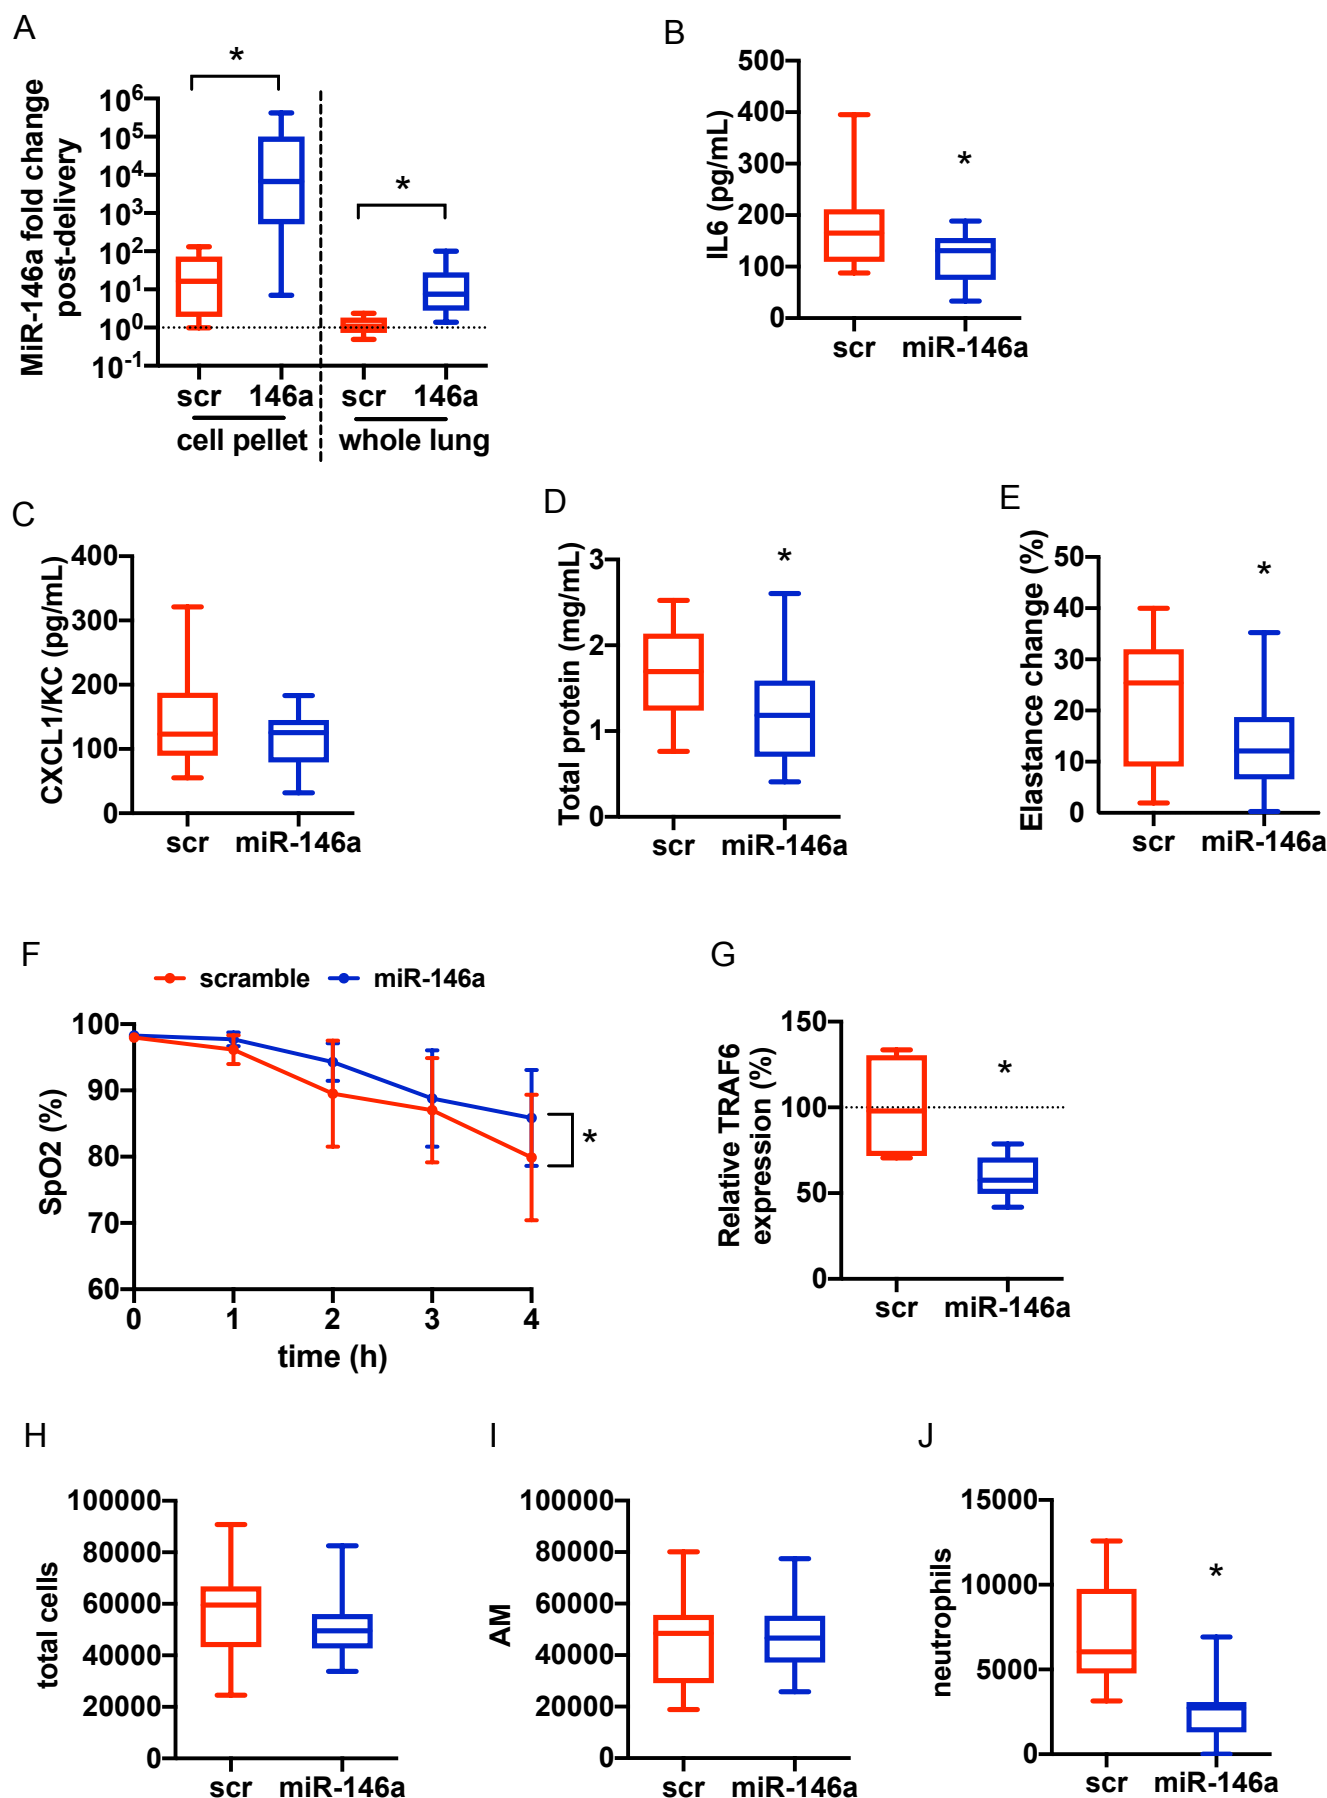 A
MiR-146a fold change
post-delivery
10^6
10^5
10^4
10^3
10^2
10^1
10^0
10^-1
*
*
scr 146a scr 146a
cell pellet whole lung
B
IL6 (pg/mL)
500
400
300
200
100
0
*
scr miR-146a
C
CXCL1/KC (pg/mL)
400
300
200
100
0
scr miR-146a
D
Total protein (mg/mL)
3
2
1
0
*
scr miR-146a
E
Elastance change (%)
50
40
30
20
10
0
*
scr miR-146a
F
scramble miR-146a
SpO2 (%)
100
90
80
70
60
*
0 1 2 3 4
time (h)
G
Relative TRAF6
expression (%)
150
100
50
0
*
scr miR-146a
H
total cells
100000
80000
60000
40000
20000
0
scr miR-146a
I
AM
100000
80000
60000
40000
20000
0
scr miR-146a
J
neutrophils
15000
10000
5000
0
*
scr miR-146a